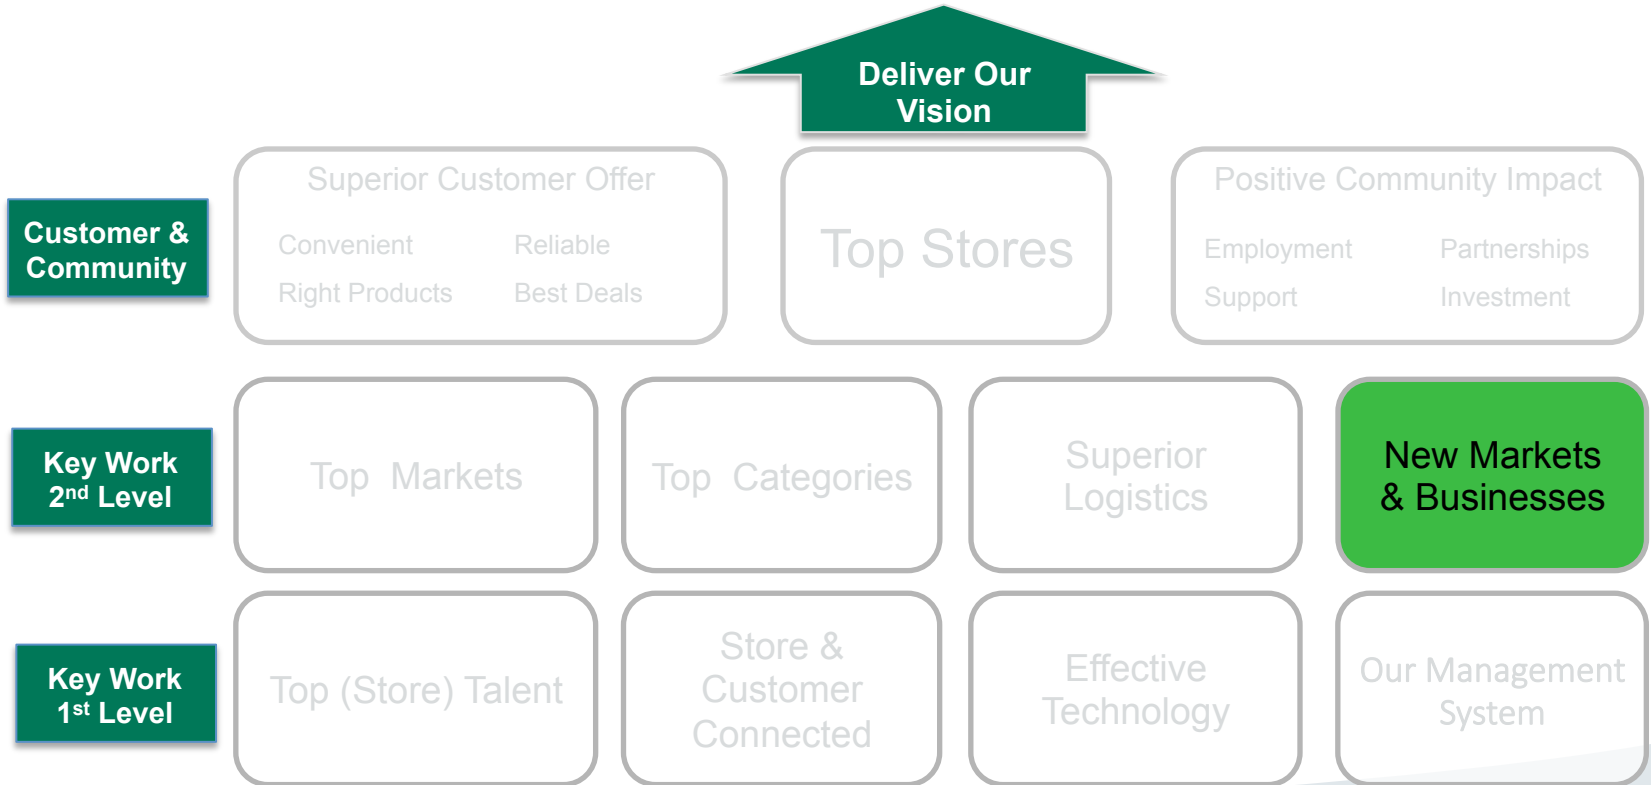 Deliver Our
Vision
Customer &
Community
Superior Customer Offer
Convenient Reliable
Right Products Best Deals
Top Stores
Positive Community Impact
Employment Partnerships
Support Investment
Key Work
2nd Level
Top Markets
Top Categories
Superior
Logistics
New Markets
& Businesses
Key Work
1st Level
Top (Store) Talent
Store &
Customer
Connected
Effective
Technology
Our Management
System